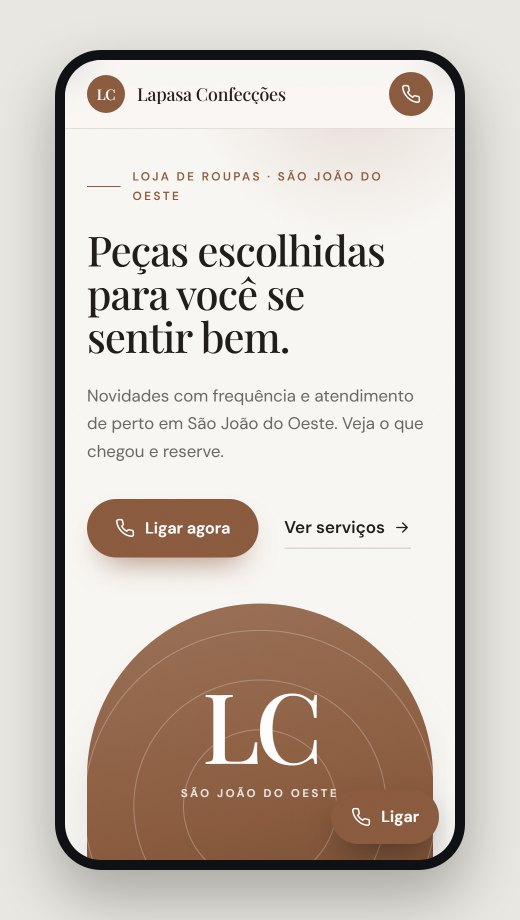 LC Lapasa Confecções
LOJA DE ROUPAS · SÃO JOÃO DO
OESTE
Peças escolhidas
para você se
sentir bem.
Novidades com frequência e atendimento
de perto em São João do Oeste. Veja o que
chegou e reserve.
Ligar agora
Ver serviços →
LC
SÃO JOÃO DO OESTE
Ligar